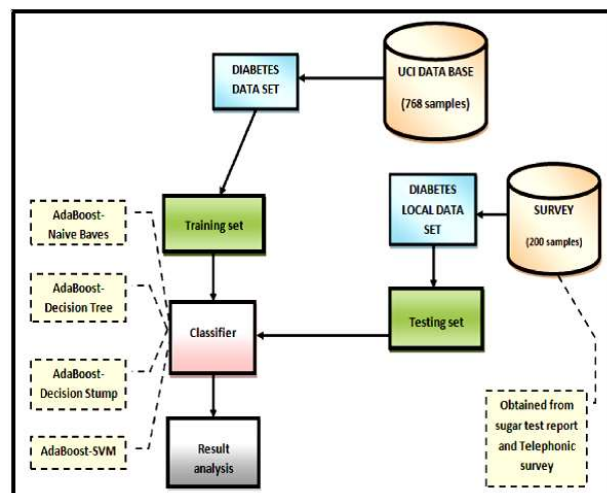 DIABETES
DATA SET
UCI DATA BASE
(768 samples)
DIABETES
LOCAL DATA
SET
SURVEY
(200 samples)
AdaBoost-
Naive Baves
Training set
AdaBoost-
Decision Tree
Classifier
Testing set
AdaBoost-
Decision Stump
Obtained from
sugar test report
and Telephonic
survey
AdaBoost-SVM
Result
analysis